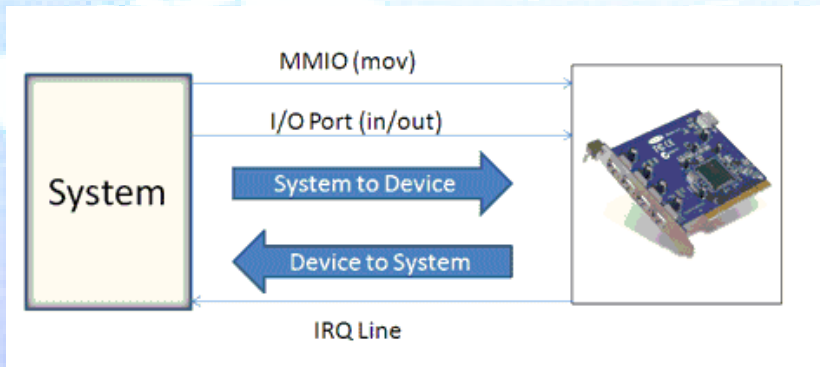 MMIO (mov)
I/O Port (in/out)
System
System to Device
Device to System
IRQ Line